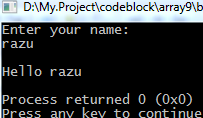 D:\My.Project\codeblock\array9\b
Enter your name:
razu
Hello razu
Process returned 0 (0x0)
Press any key to continue